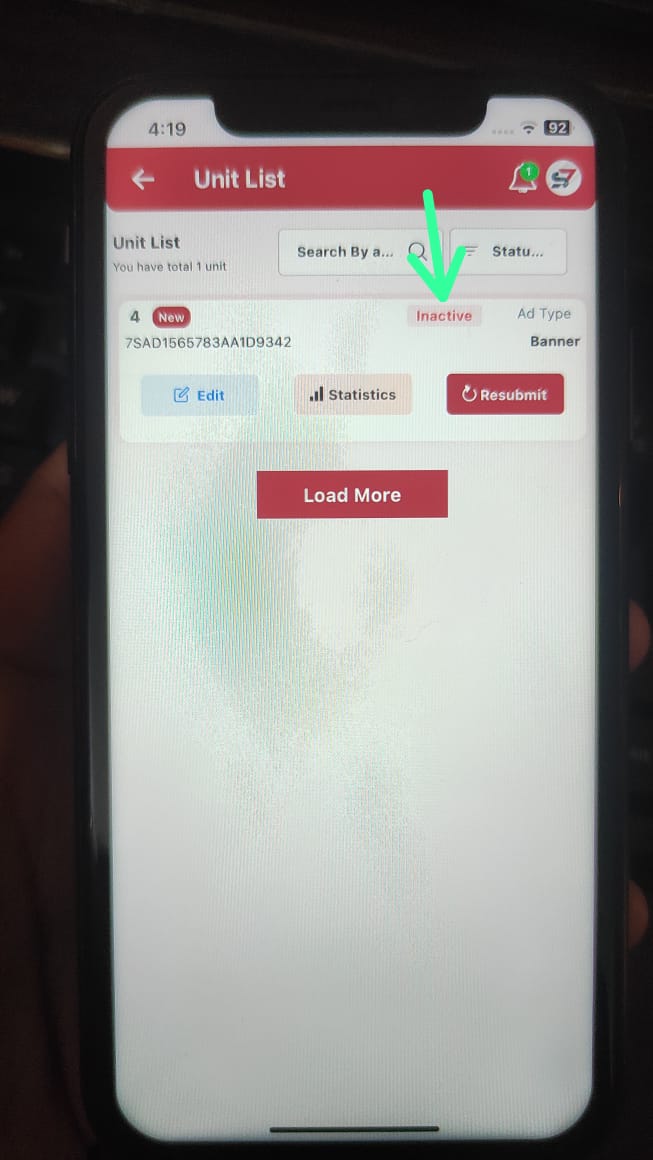 4:19
92
Unit List
1
Unit List
You have total 1 unit
Search By a...
Statu...
4
New
Inactive
Ad Type
7SAD1565783AA1D9342
Banner
Edit
Statistics
Resubmit
Load More